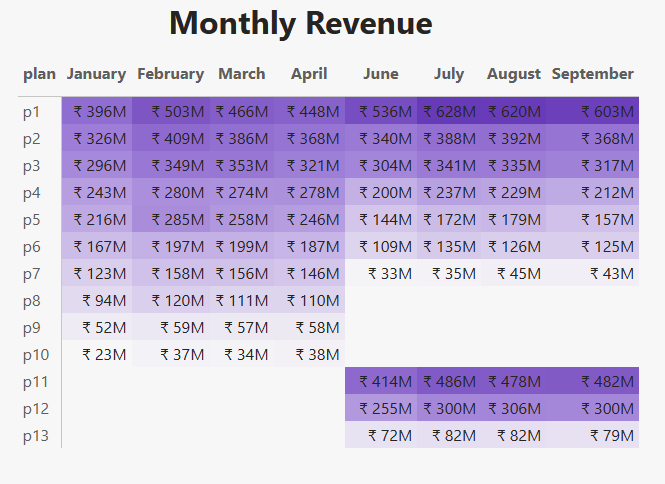 Monthly Revenue
plan January February March April June July August September
p1 ₹ 396M ₹ 503M ₹ 466M ₹ 448M ₹ 536M ₹ 628M ₹ 620M ₹ 603M
p2 ₹ 326M ₹ 409M ₹ 386M ₹ 368M ₹ 340M ₹ 388M ₹ 392M ₹ 368M
p3 ₹ 296M ₹ 349M ₹ 353M ₹ 321M ₹ 304M ₹ 341M ₹ 335M ₹ 317M
p4 ₹ 243M ₹ 280M ₹ 274M ₹ 278M ₹ 200M ₹ 237M ₹ 229M ₹ 212M
p5 ₹ 216M ₹ 285M ₹ 258M ₹ 246M ₹ 144M ₹ 172M ₹ 179M ₹ 157M
p6 ₹ 167M ₹ 197M ₹ 199M ₹ 187M ₹ 109M ₹ 135M ₹ 126M ₹ 125M
p7 ₹ 123M ₹ 158M ₹ 156M ₹ 146M ₹ 33M ₹ 35M ₹ 45M ₹ 43M
p8 ₹ 94M ₹ 120M ₹ 111M ₹ 110M
p9 ₹ 52M ₹ 59M ₹ 57M ₹ 58M
p10 ₹ 23M ₹ 37M ₹ 34M ₹ 38M
p11 ₹ 414M ₹ 486M ₹ 478M ₹ 482M
p12 ₹ 255M ₹ 300M ₹ 306M ₹ 300M
p13 ₹ 72M ₹ 82M ₹ 82M ₹ 79M